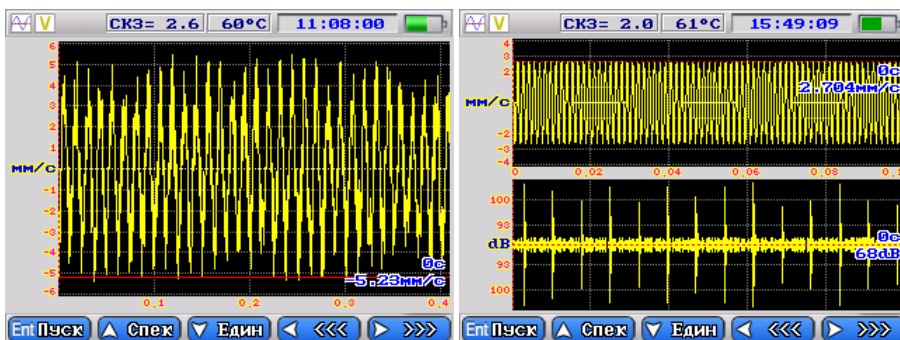 V СКЗ= 2.6 60°C 11:08:00
6
5
4
3
2
1
мм/с
-1
-2
-3
-4
-5
-6
0с
-5.23мм/с
0,1 0,2 0,3 0,4
Ent Пуск Спек Един <<< >>>
V СКЗ= 2.0 61°C 15:49:09
4
3
2
мм/с
-2
-3
-4
0с
2.704мм/с
0 0,02 0,04 0,06 0,08 0,1
100
93
dB
93
100
0с
68dB
Ent Пуск Спек Един <<< >>>